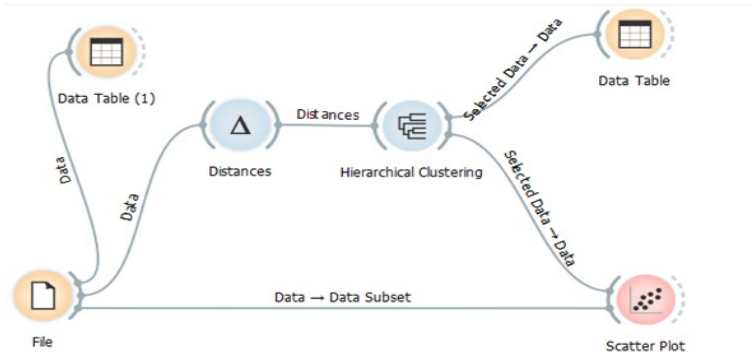 Data Table (1)
Data Table
Selected Data → Data
Distances
Distances
Hierarchical Clustering
Data
Data
Selected Data → Data
Data → Data Subset
File
Scatter Plot
Δ